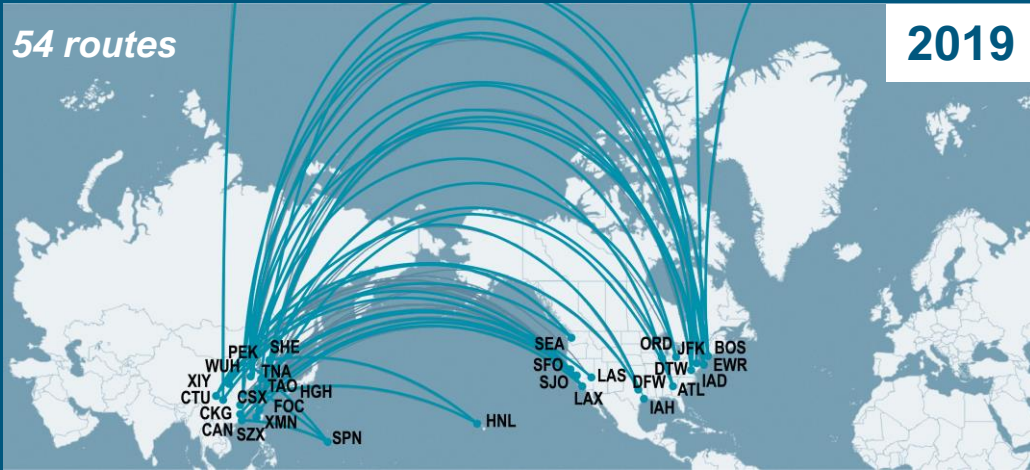 54 routes
2019
PEK
SHE
WUH
TNA
XIY
TAO
CTU
CSX
HGH
CKG
FOC
CAN
XMN
SZX
SPN
HNL
SEA
SFO
SJO
LAS
LAX
ORD
JFK
BOS
DTW
EWR
DFW
IAD
ATL
IAH